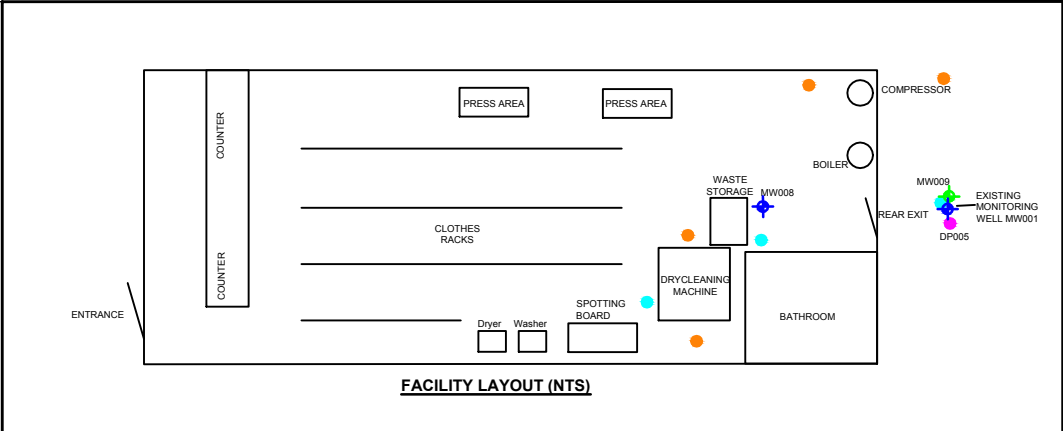 COMPRESSOR
PRESS AREA
PRESS AREA
COUNTER
BOILER
WASTE
STORAGE
MW008
MW009
EXISTING
MONITORING
WELL MW001
REAR EXIT
DP005
CLOTHES
RACKS
COUNTER
DRYCLEANING
MACHINE
SPOTTING
BOARD
ENTRANCE
BATHROOM
Dryer
Washer
FACILITY LAYOUT (NTS)